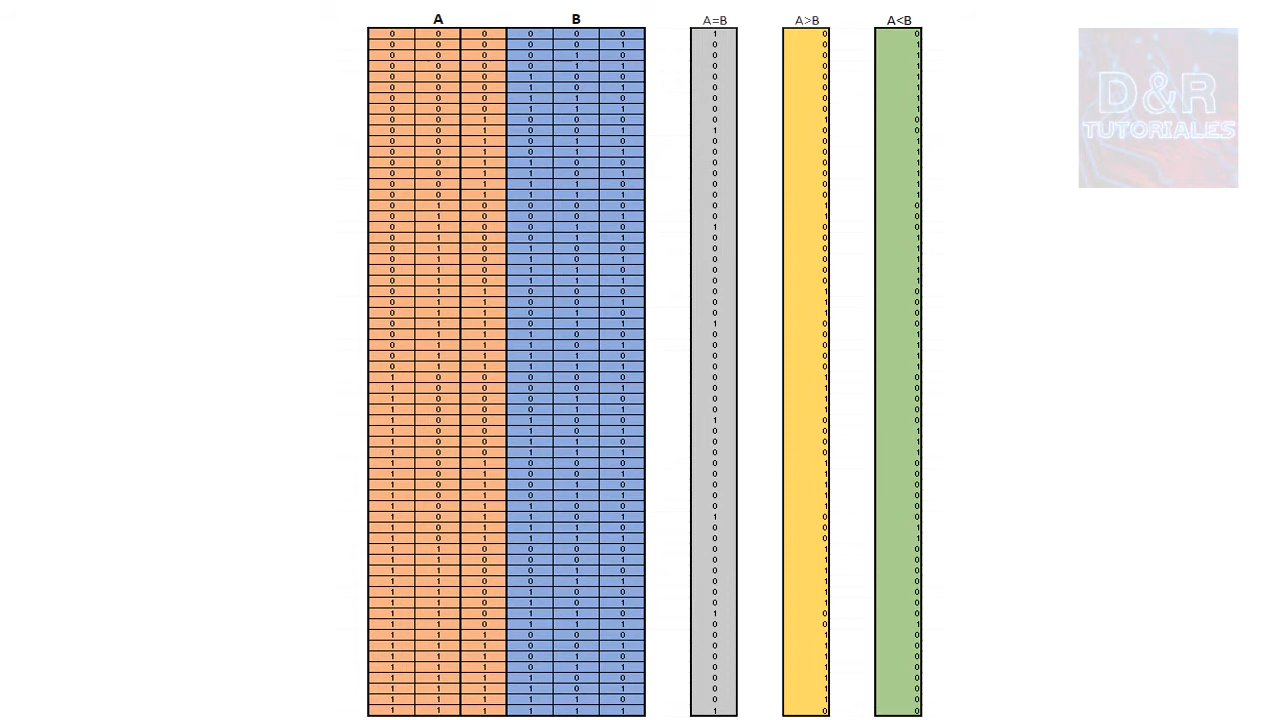 A B A=B A>B A<B
0 0 0 0 0 0 1 0 0
0 0 0 0 0 1 0 0 1
0 0 0 0 1 0 0 0 1
0 0 0 0 1 1 0 0 1
0 0 0 1 0 0 0 0 1
0 0 0 1 0 1 0 0 1
0 0 0 1 1 0 0 0 1
0 0 0 1 1 1 0 0 1
0 0 1 0 0 0 0 1 0
0 0 1 0 0 1 1 0 0
0 0 1 0 1 0 0 0 1
0 0 1 0 1 1 0 0 1
0 0 1 1 0 0 0 0 1
0 0 1 1 0 1 0 0 1
0 0 1 1 1 0 0 0 1
0 0 1 1 1 1 0 0 1
0 1 0 0 0 0 0 1 0
0 1 0 0 0 1 0 1 0
0 1 0 0 1 0 1 0 0
0 1 0 0 1 1 0 0 1
0 1 0 1 0 0 0 0 1
0 1 0 1 0 1 0 0 1
0 1 0 1 1 0 0 0 1
0 1 0 1 1 1 0 0 1
0 1 1 0 0 0 0 1 0
0 1 1 0 0 1 0 1 0
0 1 1 0 1 0 0 1 0
0 1 1 0 1 1 1 0 0
0 1 1 1 0 0 0 0 1
0 1 1 1 0 1 0 0 1
0 1 1 1 1 0 0 0 1
0 1 1 1 1 1 0 0 1
1 0 0 0 0 0 0 1 0
1 0 0 0 0 1 0 1 0
1 0 0 0 1 0 0 1 0
1 0 0 0 1 1 0 1 0
1 0 0 1 0 0 1 0 0
1 0 0 1 0 1 0 0 1
1 0 0 1 1 0 0 0 1
1 0 0 1 1 1 0 0 1
1 0 1 0 0 0 0 1 0
1 0 1 0 0 1 0 1 0
1 0 1 0 1 0 0 1 0
1 0 1 0 1 1 0 1 0
1 0 1 1 0 0 0 1 0
1 0 1 1 0 1 1 0 0
1 0 1 1 1 0 0 0 1
1 0 1 1 1 1 0 0 1
1 1 0 0 0 0 0 1 0
1 1 0 0 0 1 0 1 0
1 1 0 0 1 0 0 1 0
1 1 0 0 1 1 0 1 0
1 1 0 1 0 0 0 1 0
1 1 0 1 0 1 0 1 0
1 1 0 1 1 0 1 0 0
1 1 0 1 1 1 0 0 1
1 1 1 0 0 0 0 1 0
1 1 1 0 0 1 0 1 0
1 1 1 0 1 0 0 1 0
1 1 1 0 1 1 0 1 0
1 1 1 1 0 0 0 1 0
1 1 1 1 0 1 0 1 0
1 1 1 1 1 0 0 1 0
1 1 1 1 1 1 1 0 0
D&R
TUTORIALES